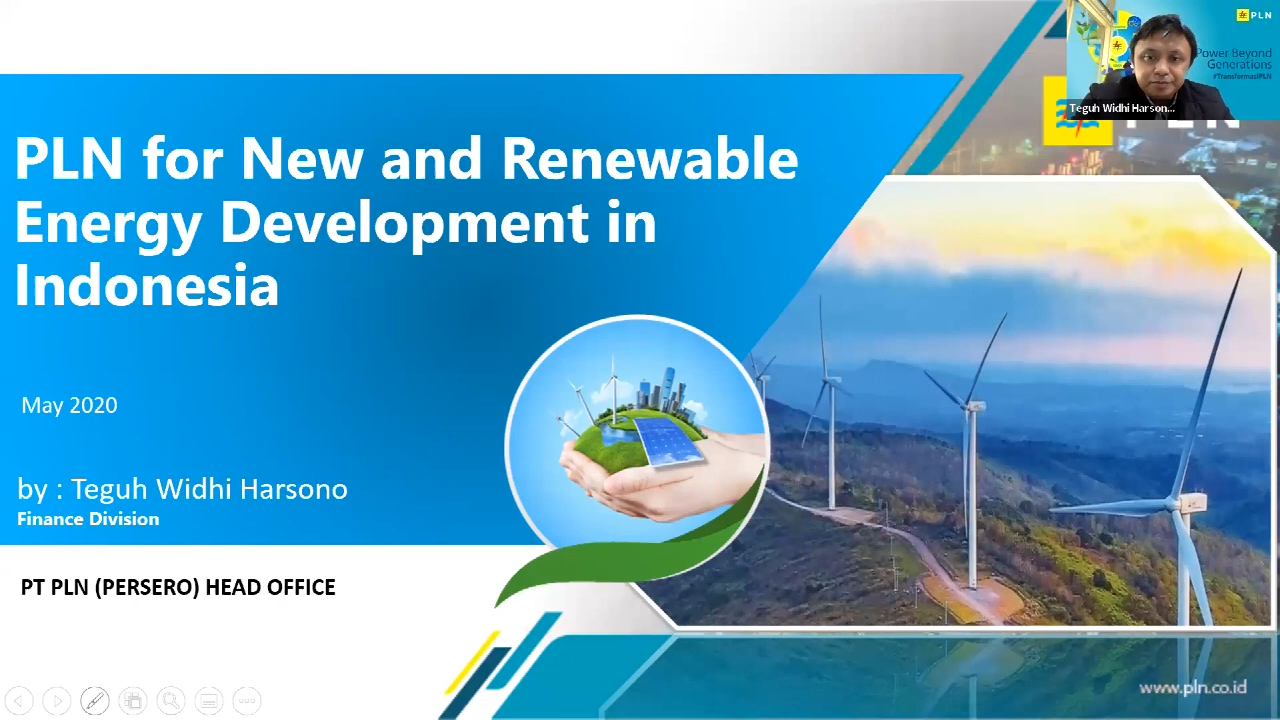 PLN for New and Renewable
Energy Development in
Indonesia
May 2020
by : Teguh Widhi Harsono
Finance Division
PT PLN (PERSERO) HEAD OFFICE
PLN
Power Beyond
Generations
#TransformasiPLN
Teguh Widhi Harson...
PLN
www.pln.co.id